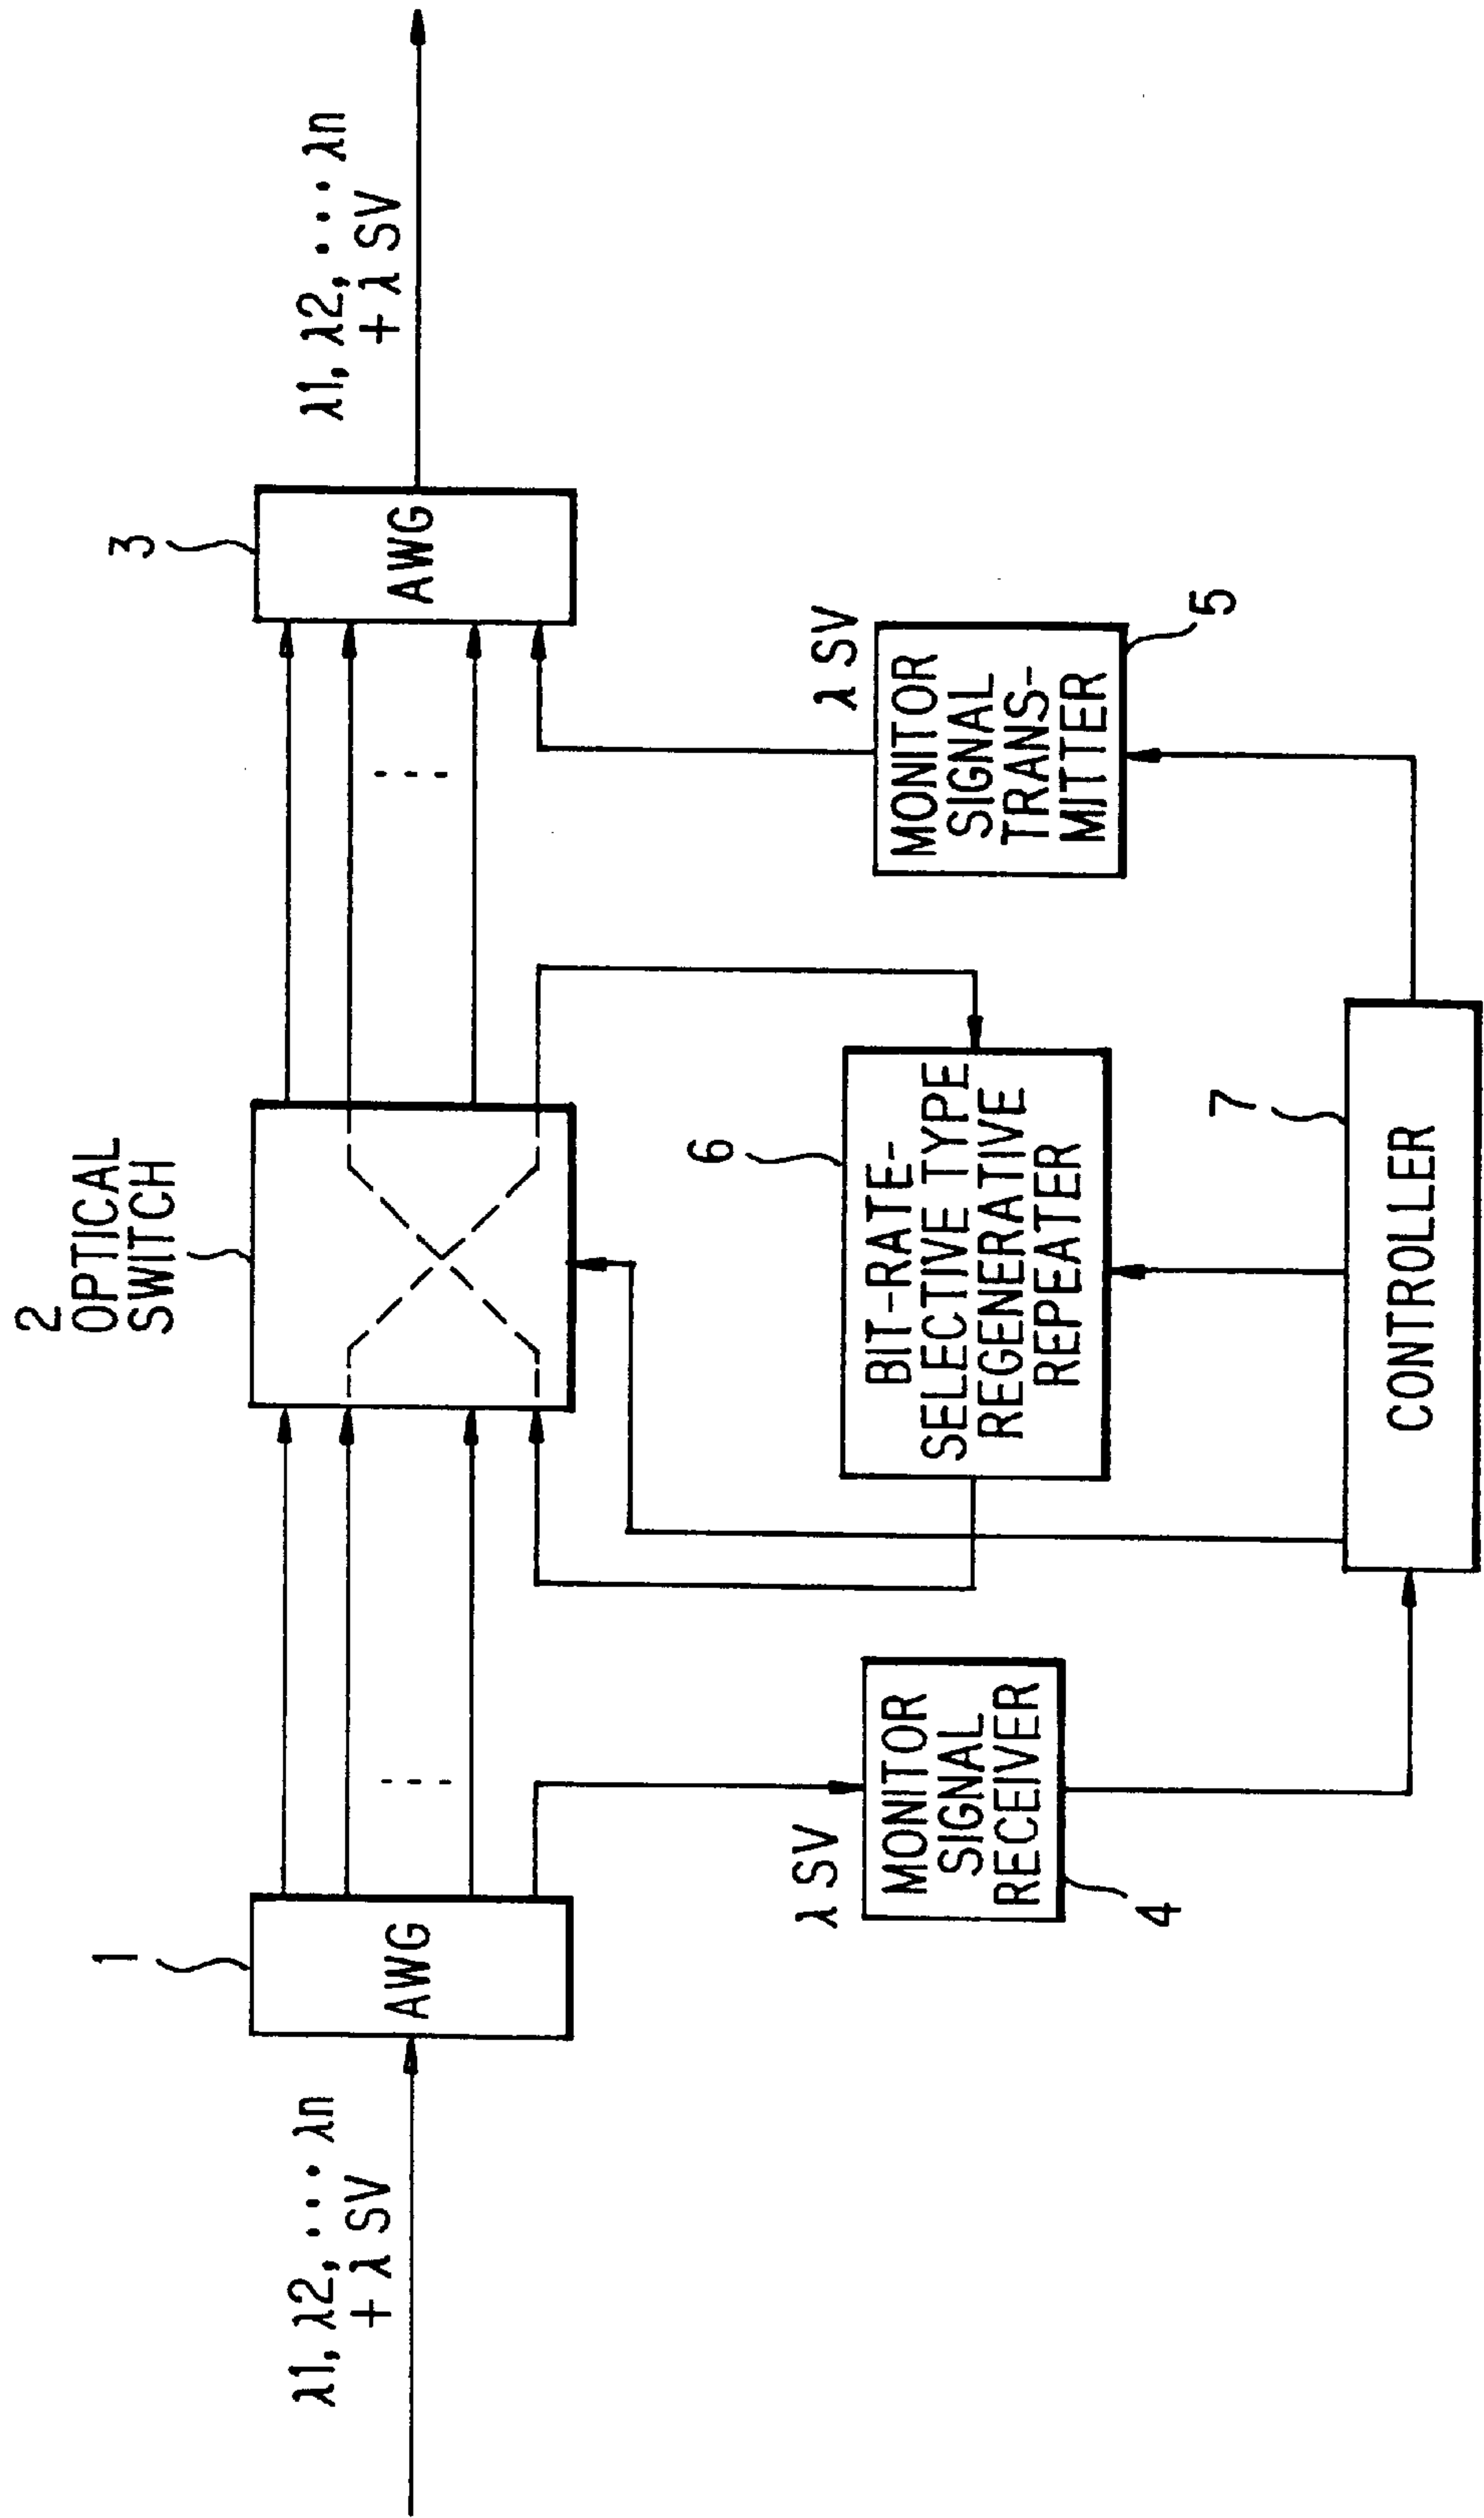 2
OPTICAL
SWITCH
1
3
λ1, λ2, ··· λn
+ λ SV
AWG
AWG
λ1, λ2, ··· λn
+ λ SV
λ SV
MONITOR
SIGNAL
RECEIVER
4
6
BIT-RATE-
SELECTIVE TYPE
REGENERATIVE
REPEATER
λ SV
MONITOR
SIGNAL
TRANS-
MITTER
5
7
CONTROLLER